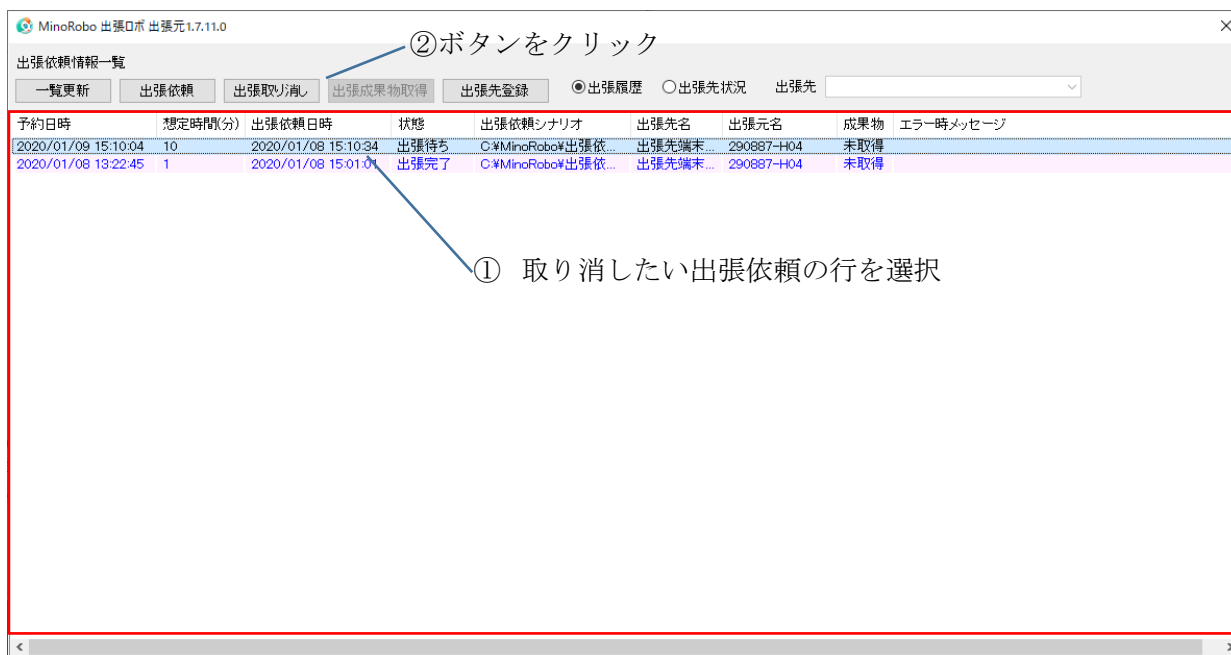 MinoRobo 出張ロボ 出張元1.7.11.0
②ボタンをクリック
出張依頼情報一覧
一覧更新 出張依頼 出張取り消し 出張成果物取得 出張先登録 出張履歴 出張先状況 出張先
予約日時 想定時間(分) 出張依頼日時 状態 出張依頼シナリオ 出張先名 出張元名 成果物 エラー時メッセージ
2020/01/09 15:10:04 10 2020/01/08 15:10:34 出張待ち C:¥MinoRobo¥出張依... 出張先端末... 290887-H04 未取得
2020/01/08 13:22:45 1 2020/01/08 15:01:01 出張完了 C:¥MinoRobo¥出張依... 出張先端末... 290887-H04 未取得
① 取り消したい出張依頼の行を選択